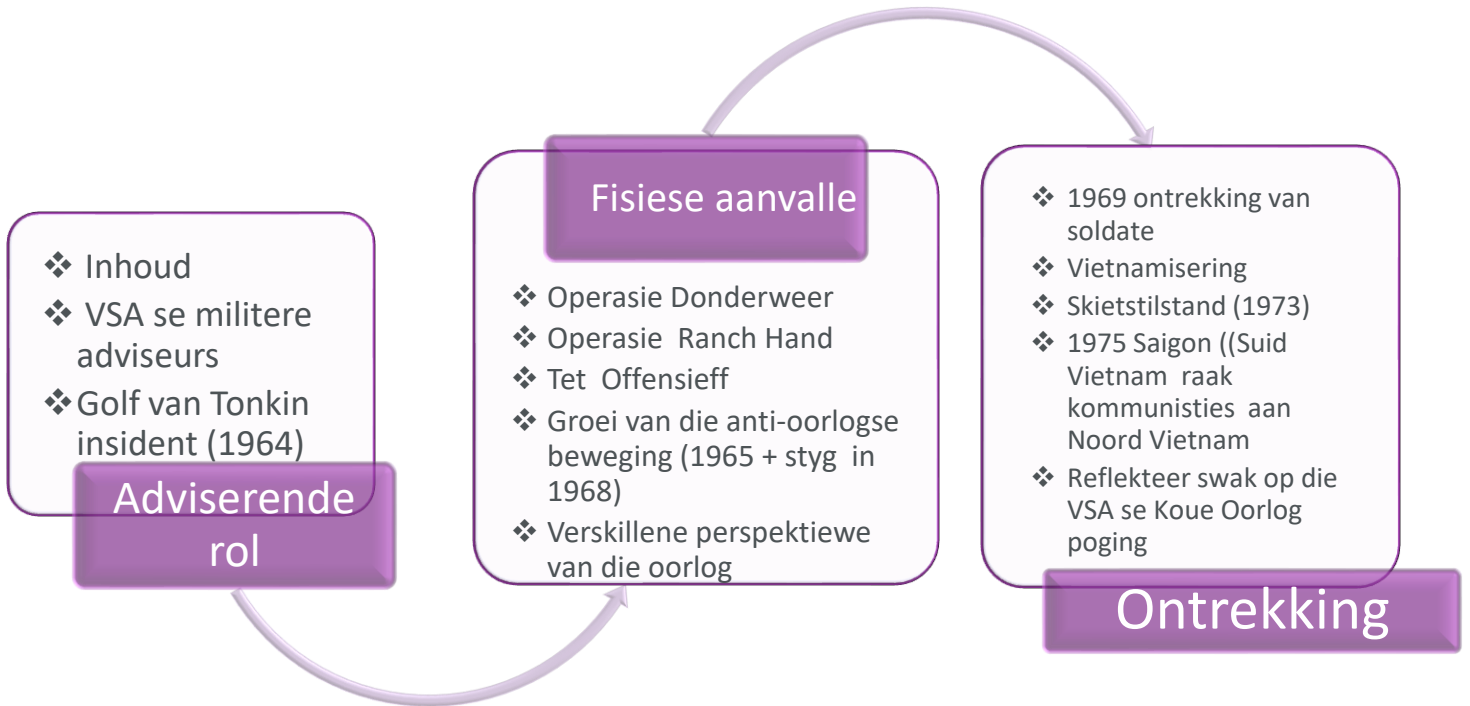 ❖ Inhoud
❖ VSA se militere
adviseurs
❖ Golf van Tonkin
insident (1964)
Adviserende
rol
Fisiese aanvalle
❖ Operasie Donderweer
❖ Operasie Ranch Hand
❖ Tet Offensieff
❖ Groei van die anti-oorlogse
beweging (1965 + styg in
1968)
❖ Verskillene perspektiewe
van die oorlog
❖ 1969 ontrekking van
soldate
❖ Vietnamisering
❖ Skietstilstand (1973)
❖ 1975 Saigon ((Suid
Vietnam raak
kommunisties aan
Noord Vietnam
❖ Reflekteer swak op die
VSA se Koue Oorlog
poging
Ontrekking